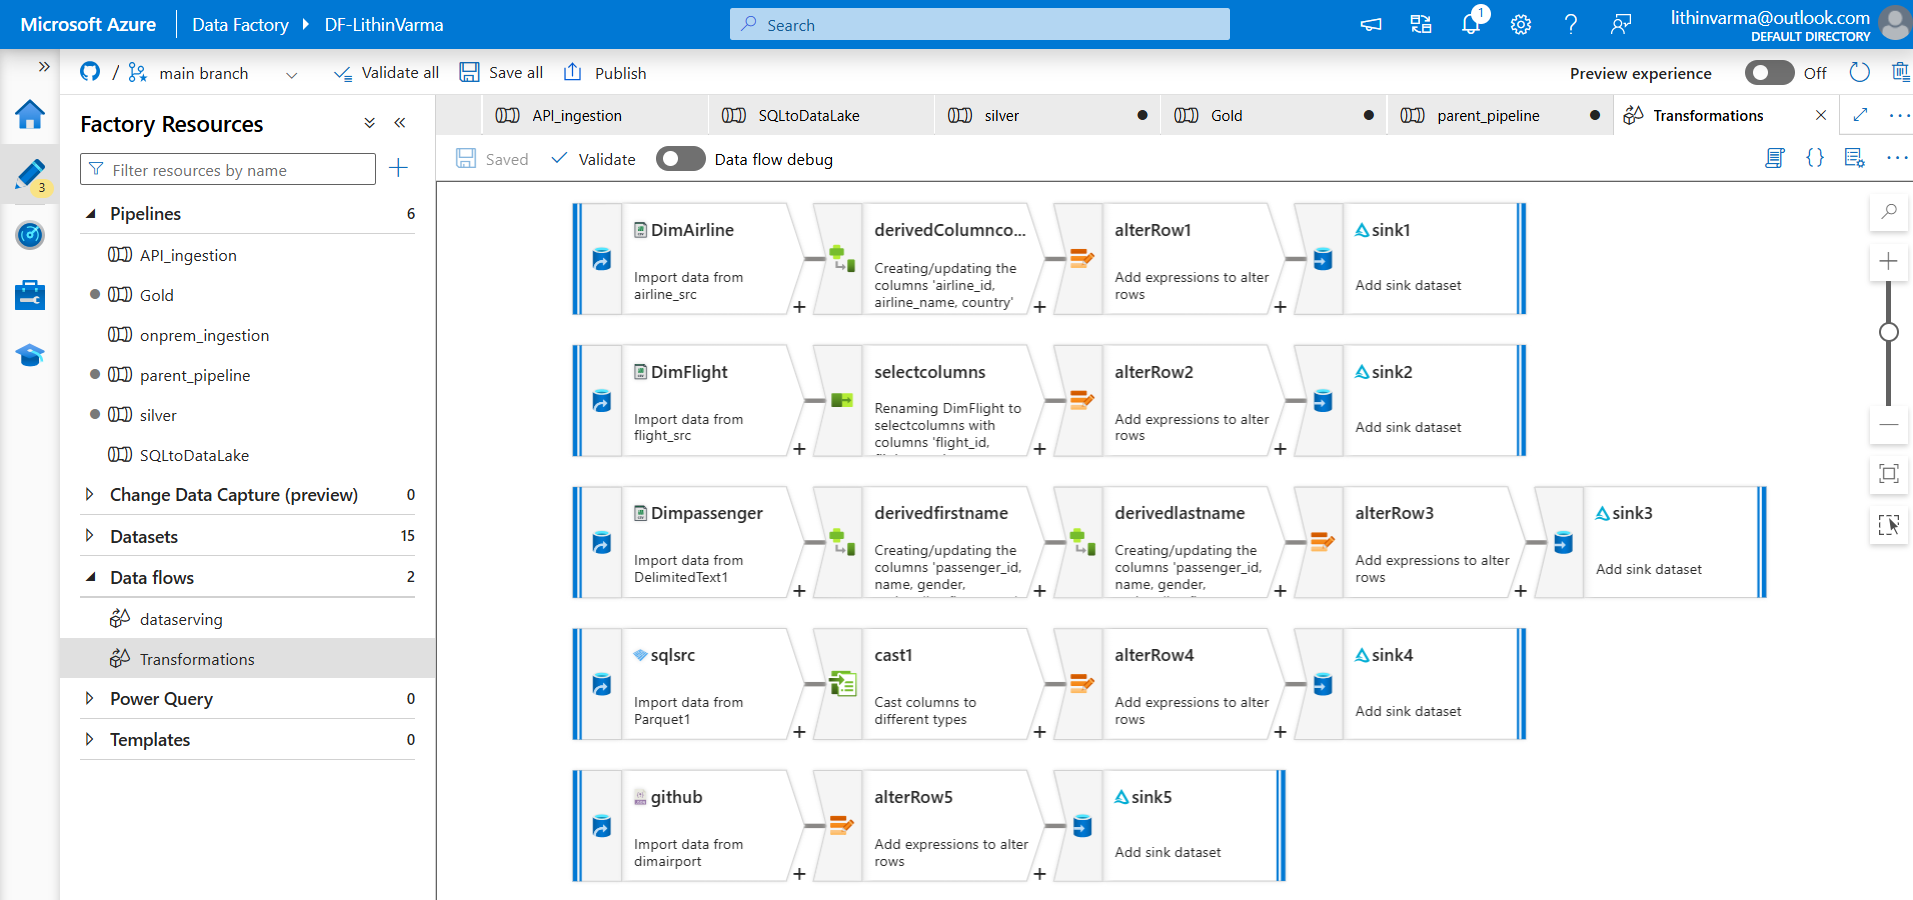 Microsoft Azure
Data Factory
DF-LithinVarma
Search
1
lithinvarma@outlook.com
DEFAULT DIRECTORY
/
main branch
Validate all
Save all
Publish
Preview experience
Off
3
Factory Resources
Filter resources by name
Pipelines 6
API_ingestion
Gold
onprem_ingestion
parent_pipeline
silver
SQLtoDataLake
Change Data Capture (preview) 0
Datasets 15
Data flows 2
dataserving
Transformations
Power Query 0
Templates 0
API_ingestion
SQLtoDataLake
silver
Gold
parent_pipeline
Transformations
Saved
Validate
Data flow debug
DimAirline
Import data from
airline_src
derivedColumnco...
Creating/updating the
columns 'airline_id,
airline_name, country'
alterRow1
Add expressions to alter
rows
sink1
Add sink dataset
DimFlight
Import data from
flight_src
selectcolumns
Renaming DimFlight to
selectcolumns with
columns 'flight_id,
alterRow2
Add expressions to alter
rows
sink2
Add sink dataset
Dimpassenger
Import data from
DelimitedText1
derivedfirstname
Creating/updating the
columns 'passenger_id,
name, gender,
derivedlastname
Creating/updating the
columns 'passenger_id,
name, gender,
alterRow3
Add expressions to alter
rows
sink3
Add sink dataset
sqlsrc
Import data from
Parquet1
cast1
Cast columns to
different types
alterRow4
Add expressions to alter
rows
sink4
Add sink dataset
github
Import data from
dimairport
alterRow5
Add expressions to alter
rows
sink5
Add sink dataset